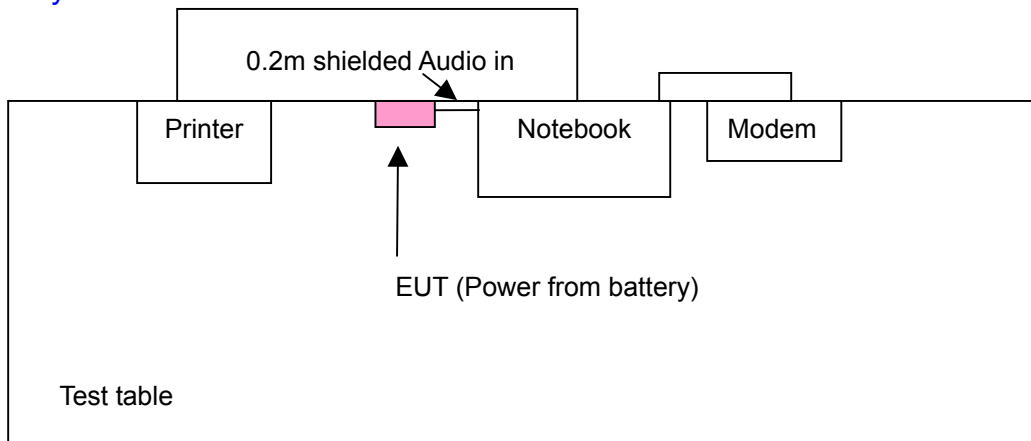 0.2m shielded Audio in
Printer
Notebook
Modem
EUT (Power from battery)
Test table